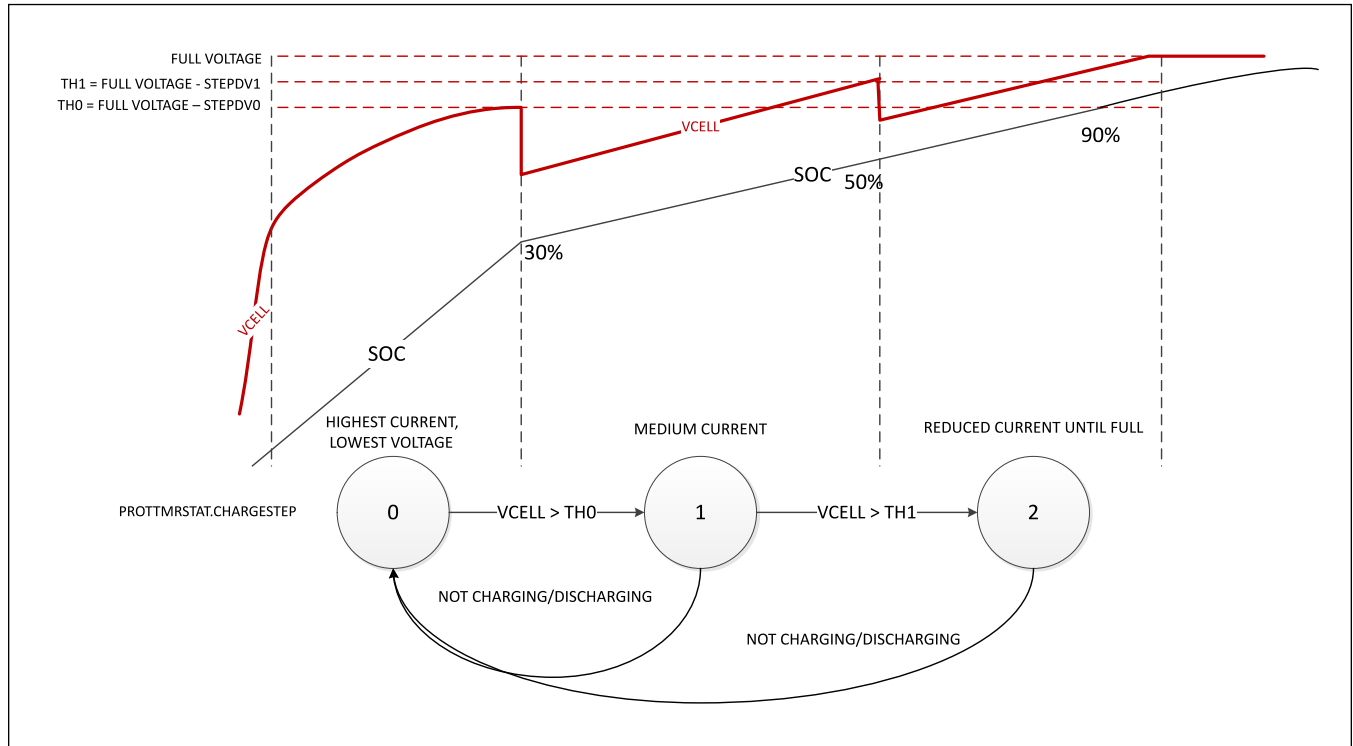 FULL VOLTAGE
TH1 = FULL VOLTAGE - STEPDV1
TH0 = FULL VOLTAGE – STEPDV0
VCELL
90%
SOC
50%
30%
VCELL
SOC
HIGHEST CURRENT,
LOWEST VOLTAGE
MEDIUM CURRENT
REDUCED CURRENT UNTIL FULL
PROTTMRSTAT.CHARGESTEP
0
VCELL > TH0
1
VCELL > TH1
2
NOT CHARGING/DISCHARGING
NOT CHARGING/DISCHARGING